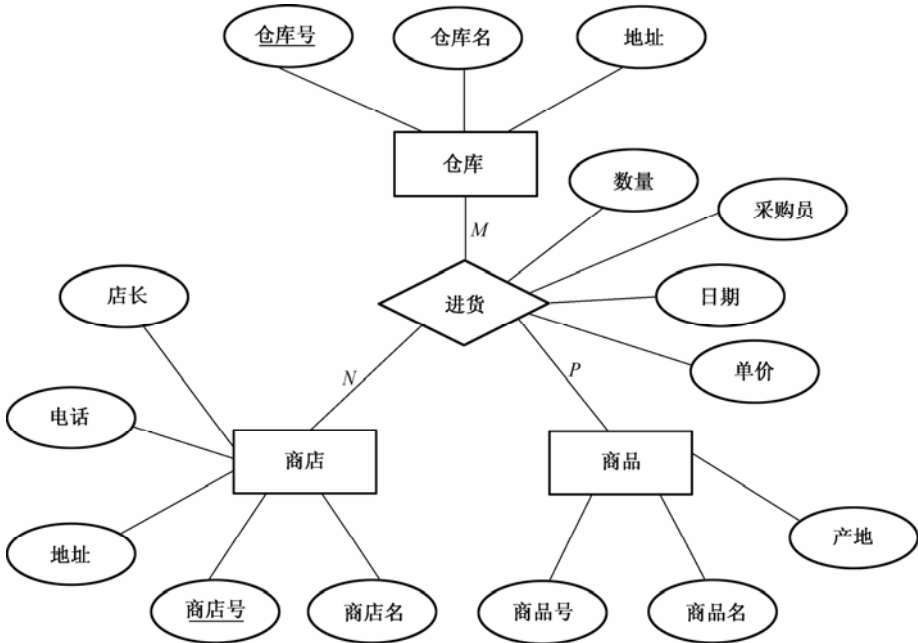 仓库号
仓库名
地址
仓库
数量
采购员
M
店长
进货
日期
单价
N
P
电话
商店
商品
地址
产地
商店号
商店名
商品号
商品名